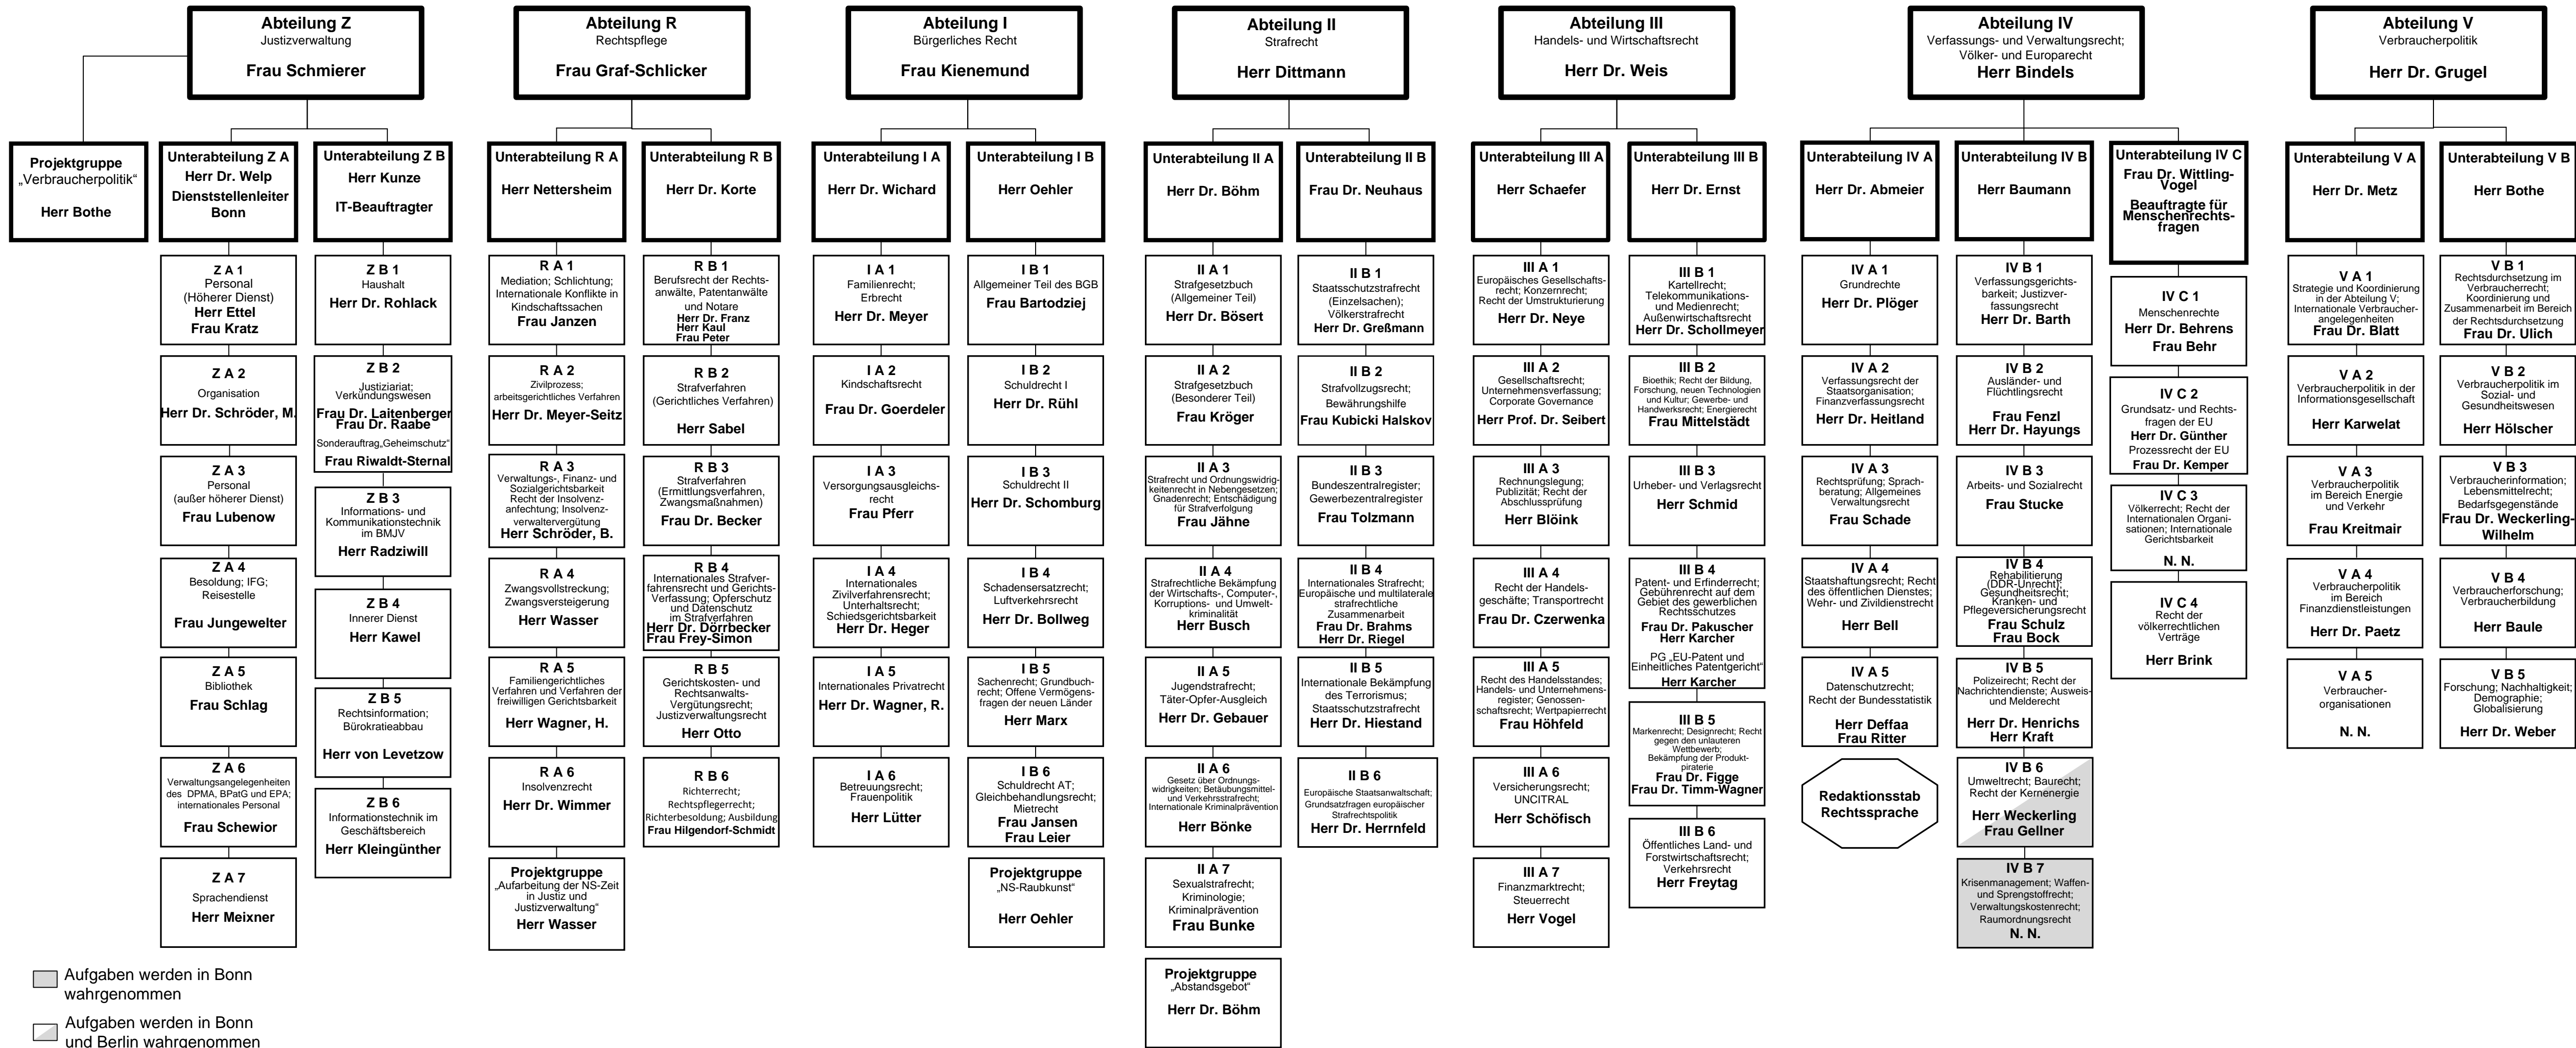 Abteilung Z
Justizverwaltung
Frau Schmierer
Abteilung R
Rechtspflege
Frau Graf-Schlicker
Abteilung I
Bürgerliches Recht
Frau Kienemund
Abteilung II
Strafrecht
Herr Dittmann
Abteilung III
Handels- und Wirtschaftsrecht
Herr Dr. Weis
Abteilung IV
Verfassungs- und Verwaltungsrecht;
Völker- und Europarecht
Herr Bindels
Abteilung V
Verbraucherpolitik
Herr Dr. Grugel
Projektgruppe
„Verbraucherpolitik“
Herr Bothe
Unterabteilung Z A
Herr Dr. Welp
Dienststellenleiter
Bonn
Z A 1
Personal
(Höherer Dienst)
Herr Ettel
Frau Kratz
Z A 2
Organisation
Herr Dr. Schröder, M.
Z A 3
Personal
(außer höherer Dienst)
Frau Lubenow
Z A 4
Besoldung; IFG;
Reisestelle
Frau Jungewelter
Z A 5
Bibliothek
Frau Schlag
Z A 6
Verwaltungsangelegenheiten
des DPMA, BPatG und EPA;
internationales Personal
Frau Schewior
Z A 7
Sprachendienst
Herr Meixner
Unterabteilung Z B
Herr Kunze
IT-Beauftragter
Z B 1
Haushalt
Herr Dr. Rohlack
Z B 2
Justiziariat;
Verkündungswesen
Frau Dr. Laitenberger
Frau Dr. Raabe
Sonderauftrag„Geheimschutz“
Frau Riwaldt-Sternal
Z B 3
Informations- und
Kommunikationstechnik
im BMJV
Herr Radziwill
Z B 4
Innerer Dienst
Herr Kawel
Z B 5
Rechtsinformation;
Bürokratieabbau
Herr von Levetzow
Z B 6
Informationstechnik im
Geschäftsbereich
Herr Kleingünther
Unterabteilung R A
Herr Nettersheim
R A 1
Mediation; Schlichtung;
Internationale Konflikte in
Kindschaftssachen
Frau Janzen
R A 2
Zivilprozess;
arbeitsgerichtliches Verfahren
Herr Dr. Meyer-Seitz
R A 3
Verwaltungs-, Finanz- und
Sozialgerichtsbarkeit
Recht der Insolvenz-
anfechtung; Insolvenz-
verwaltervergütung
Herr Schröder, B.
R A 4
Zwangsvollstreckung;
Zwangsversteigerung
Herr Wasser
R A 5
Familiengerichtliches
Verfahren und Verfahren der
freiwilligen Gerichtsbarkeit
Herr Wagner, H.
R A 6
Insolvenzrecht
Herr Dr. Wimmer
Projektgruppe
„Aufarbeitung der NS-Zeit
in Justiz und
Justizverwaltung“
Herr Wasser
Unterabteilung R B
Herr Dr. Korte
R B 1
Berufsrecht der Rechts-
anwälte, Patentanwälte
und Notare
Herr Dr. Franz
Herr Kaul
Frau Peter
R B 2
Strafverfahren
(Gerichtliches Verfahren)
Herr Sabel
R B 3
Strafverfahren
(Ermittlungsverfahren,
Zwangsmaßnahmen)
Frau Dr. Becker
R B 4
Internationales Strafver-
fahrensrecht und Gerichts-
Verfassung; Opferschutz
und Datenschutz
im Strafverfahren
Herr Dr. Dörrbecker
Frau Frey-Simon
R B 5
Gerichtskosten- und
Rechtsanwalts-
Vergütungsrecht;
Justizverwaltungsrecht
Herr Otto
R B 6
Richterrecht;
Rechtspflegerrecht;
Richterbesoldung; Ausbildung
Frau Hilgendorf-Schmidt
Unterabteilung I A
Herr Dr. Wichard
I A 1
Familienrecht;
Erbrecht
Herr Dr. Meyer
I A 2
Kindschaftsrecht
Frau Dr. Goerdeler
I A 3
Versorgungsausgleichs-
recht
Frau Pferr
I A 4
Internationales
Zivilverfahrensrecht;
Unterhaltsrecht;
Schiedsgerichtsbarkeit
Herr Dr. Heger
I A 5
Internationales Privatrecht
Herr Dr. Wagner, R.
I A 6
Betreuungsrecht;
Frauenpolitik
Herr Lütter
Unterabteilung I B
Herr Oehler
I B 1
Allgemeiner Teil des BGB
Frau Bartodziej
I B 2
Schuldrecht I
Herr Dr. Rühl
I B 3
Schuldrecht II
Herr Dr. Schomburg
I B 4
Schadensersatzrecht;
Luftverkehrsrecht
Herr Dr. Bollweg
I B 5
Sachenrecht; Grundbuch-
recht; Offene Vermögens-
fragen der neuen Länder
Herr Marx
I B 6
Schuldrecht AT;
Gleichbehandlungsrecht;
Mietrecht
Frau Jansen
Frau Leier
Projektgruppe
„NS-Raubkunst“
Herr Oehler
Unterabteilung II A
Herr Dr. Böhm
II A 1
Strafgesetzbuch
(Allgemeiner Teil)
Herr Dr. Bösert
II A 2
Strafgesetzbuch
(Besonderer Teil)
Frau Kröger
II A 3
Strafrecht und Ordnungswidrig-
keitenrecht in Nebengesetzen;
Gnadenrecht; Entschädigung
für Strafverfolgung
Frau Jähne
II A 4
Strafrechtliche Bekämpfung
der Wirtschafts-, Computer-,
Korruptions- und Umwelt-
kriminalität
Herr Busch
II A 5
Jugendstrafrecht;
Täter-Opfer-Ausgleich
Herr Dr. Gebauer
II A 6
Gesetz über Ordnungs-
widrigkeiten; Betäubungsmittel-
und Verkehrsstrafrecht;
Internationale Kriminalprävention
Herr Bönke
II A 7
Sexualstrafrecht;
Kriminologie;
Kriminalprävention
Frau Bunke
Projektgruppe
„Abstandsgebot“
Herr Dr. Böhm
Unterabteilung II B
Frau Dr. Neuhaus
II B 1
Staatsschutzstrafrecht
(Einzelsachen);
Völkerstrafrecht
Herr Dr. Greßmann
II B 2
Strafvollzugsrecht;
Bewährungshilfe
Frau Kubicki Halskov
II B 3
Bundeszentralregister;
Gewerbezentralregister
Frau Tolzmann
II B 4
Internationales Strafrecht;
Europäische und multilaterale
strafrechtliche
Zusammenarbeit
Frau Dr. Brahms
Herr Dr. Riegel
II B 5
Internationale Bekämpfung
des Terrorismus;
Staatsschutzstrafrecht
Herr Dr. Hiestand
II B 6
Europäische Staatsanwaltschaft;
Grundsatzfragen europäischer
Strafrechtspolitik
Herr Dr. Herrnfeld
Unterabteilung III A
Herr Schaefer
III A 1
Europäisches Gesellschafts-
recht; Konzernrecht;
Recht der Umstrukturierung
Herr Dr. Neye
III A 2
Gesellschaftsrecht;
Unternehmensverfassung;
Corporate Governance
Herr Prof. Dr. Seibert
III A 3
Rechnungslegung;
Publizität; Recht der
Abschlussprüfung
Herr Blöink
III A 4
Recht der Handels-
geschäfte; Transportrecht
Frau Dr. Czerwenka
III A 5
Recht des Handelsstandes;
Handels- und Unternehmens-
register; Genossen-
schaftsrecht; Wertpapierrecht
Frau Höhfeld
III A 6
Versicherungsrecht;
UNCITRAL
Herr Schöfisch
III A 7
Finanzmarktrecht;
Steuerrecht
Herr Vogel
Unterabteilung III B
Herr Dr. Ernst
III B 1
Kartellrecht;
Telekommunikations-
und Medienrecht;
Außenwirtschaftsrecht
Herr Dr. Schollmeyer
III B 2
Bioethik; Recht der Bildung,
Forschung, neuen Technologien
und Kultur; Gewerbe- und
Handwerksrecht; Energierecht
Frau Mittelstädt
III B 3
Urheber- und Verlagsrecht
Herr Schmid
III B 4
Patent- und Erfinderrecht;
Gebührenrecht auf dem
Gebiet des gewerblichen
Rechtsschutzes
Frau Dr. Pakuscher
Herr Karcher
PG „EU-Patent und
Einheitliches Patentgericht“
Herr Karcher
III B 5
Markenrecht; Designrecht; Recht
gegen den unlauteren
Wettbewerb;
Bekämpfung der Produkt-
piraterie
Frau Dr. Figge
Frau Dr. Timm-Wagner
III B 6
Öffentliches Land- und
Forstwirtschaftsrecht;
Verkehrsrecht
Herr Freytag
Unterabteilung IV A
Herr Dr. Abmeier
IV A 1
Grundrechte
Herr Dr. Plöger
IV A 2
Verfassungsrecht der
Staatsorganisation;
Finanzverfassungsrecht
Herr Dr. Heitland
IV A 3
Rechtsprüfung; Sprach-
beratung; Allgemeines
Verwaltungsrecht
Frau Schade
IV A 4
Staatshaftungsrecht; Recht
des öffentlichen Dienstes;
Wehr- und Zivildienstrecht
Herr Bell
IV A 5
Datenschutzrecht;
Recht der Bundesstatistik
Herr Deffaa
Frau Ritter
Redaktionsstab
Rechtssprache
Unterabteilung IV B
Herr Baumann
IV B 1
Verfassungsgerichts-
barkeit; Justizver-
fassungsrecht
Herr Dr. Barth
IV B 2
Ausländer- und
Flüchtlingsrecht
Frau Fenzl
Herr Dr. Hayungs
IV B 3
Arbeits- und Sozialrecht
Frau Stucke
IV B 4
Rehabilitierung
(DDR-Unrecht);
Gesundheitsrecht;
Kranken- und
Pflegeversicherungsrecht
Frau Schulz
Frau Bock
IV B 5
Polizeirecht; Recht der
Nachrichtendienste; Ausweis-
und Melderecht
Herr Dr. Henrichs
Herr Kraft
IV B 6
Umweltrecht; Baurecht;
Recht der Kernenergie
Herr Weckerling
Frau Gellner
IV B 7
Krisenmanagement; Waffen-
und Sprengstoffrecht;
Verwaltungskostenrecht;
Raumordnungsrecht
N. N.
Unterabteilung IV C
Frau Dr. Wittling-
Vogel
Beauftragte für
Menschenrechts-
fragen
IV C 1
Menschenrechte
Herr Dr. Behrens
Frau Behr
IV C 2
Grundsatz- und Rechts-
fragen der EU
Herr Dr. Günther
Prozessrecht der EU
Frau Dr. Kemper
IV C 3
Völkerrecht; Recht der
Internationalen Organi-
sationen; Internationale
Gerichtsbarkeit
N. N.
IV C 4
Recht der
völkerrechtlichen
Verträge
Herr Brink
Unterabteilung V A
Herr Dr. Metz
V A 1
Strategie und Koordinierung
in der Abteilung V;
Internationale Verbraucher-
angelegenheiten
Frau Dr. Blatt
V A 2
Verbraucherpolitik in der
Informationsgesellschaft
Herr Karwelat
V A 3
Verbraucherpolitik
im Bereich Energie
und Verkehr
Frau Kreitmair
V A 4
Verbraucherpolitik
im Bereich
Finanzdienstleistungen
Herr Dr. Paetz
V A 5
Verbraucher-
organisationen
N. N.
Unterabteilung V B
Herr Bothe
V B 1
Rechtsdurchsetzung im
Verbraucherrecht;
Koordinierung und
Zusammenarbeit im Bereich
der Rechtsdurchsetzung
Frau Dr. Ulich
V B 2
Verbraucherpolitik im
Sozial- und
Gesundheitswesen
Herr Hölscher
V B 3
Verbraucherinformation;
Lebensmittelrecht;
Bedarfsgegenstände
Frau Dr. Weckerling-
Wilhelm
V B 4
Verbraucherforschung;
Verbraucherbildung
Herr Baule
V B 5
Forschung; Nachhaltigkeit;
Demographie;
Globalisierung
Herr Dr. Weber
Aufgaben werden in Bonn
wahrgenommen
Aufgaben werden in Bonn
und Berlin wahrgenommen